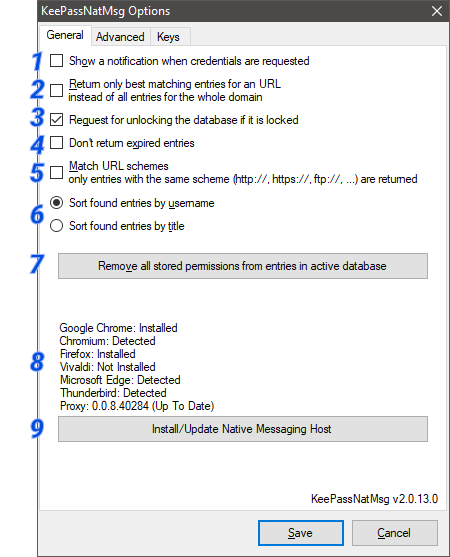 KeePassNatMsg Options
General Advanced Keys
1 Show a notification when credentials are requested
2 Return only best matching entries for an URL
instead of all entries for the whole domain
3 Request for unlocking the database if it is locked
4 Don't return expired entries
5 Match URL schemes
only entries with the same scheme (http://, https://, ftp://, ...) are returned
6 Sort found entries by username
Sort found entries by title
7 Remove all stored permissions from entries in active database
Google Chrome: Installed
Chromium: Detected
Firefox: Installed
8 Vivaldi: Not Installed
Microsoft Edge: Detected
Thunderbird: Detected
Proxy: 0.0.8.40284 (Up To Date)
9 Install/Update Native Messaging Host
KeePassNatMsg v2.0.13.0
Save Cancel